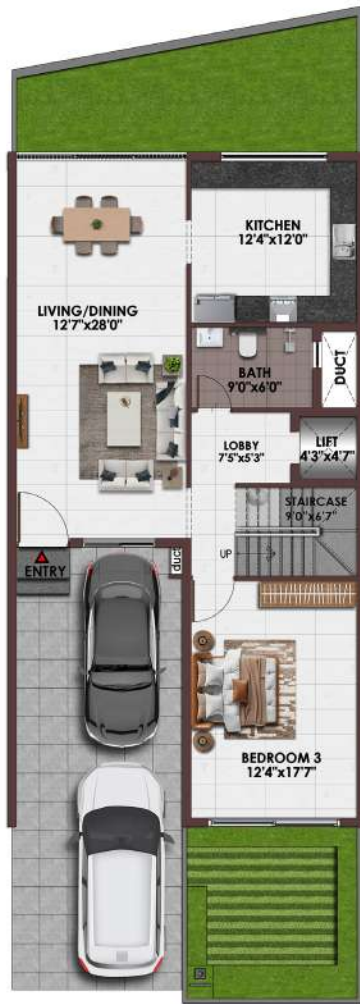 KITCHEN
12'4"x12'0"
LIVING/DINING
12'7"x28'0"
BATH
9'0"x6'0"
DUCT
LOBBY
7'5"x5'3"
LIFT
4'3"x4'7"
STAIRCASE
9'0"x6'7"
UP
ENTRY
duct
BEDROOM 3
12'4"x17'7"